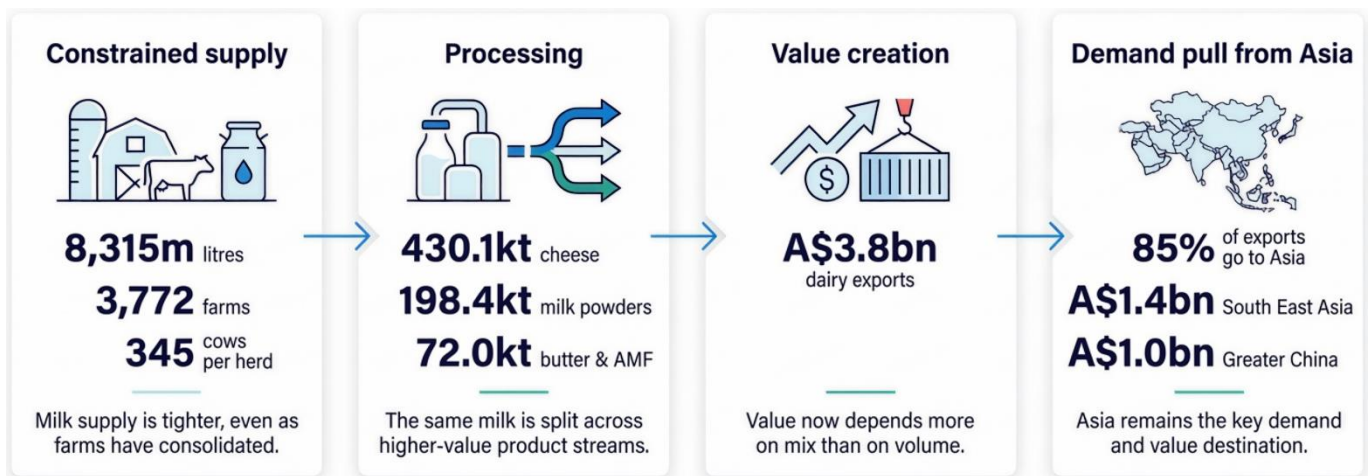 Constrained supply
8,315m litres
3,772 farms
345 cows
per herd
Milk supply is tighter, even as
farms have consolidated.
Processing
430.1kt cheese
198.4kt milk powders
72.0kt butter & AMF
The same milk is split across
higher-value product streams.
Value creation
$
A$3.8bn
dairy exports
Value now depends more
on mix than on volume.
Demand pull from Asia
85% of exports
go to Asia
A$1.4bn South East Asia
A$1.0bn Greater China
Asia remains the key demand
and value destination.